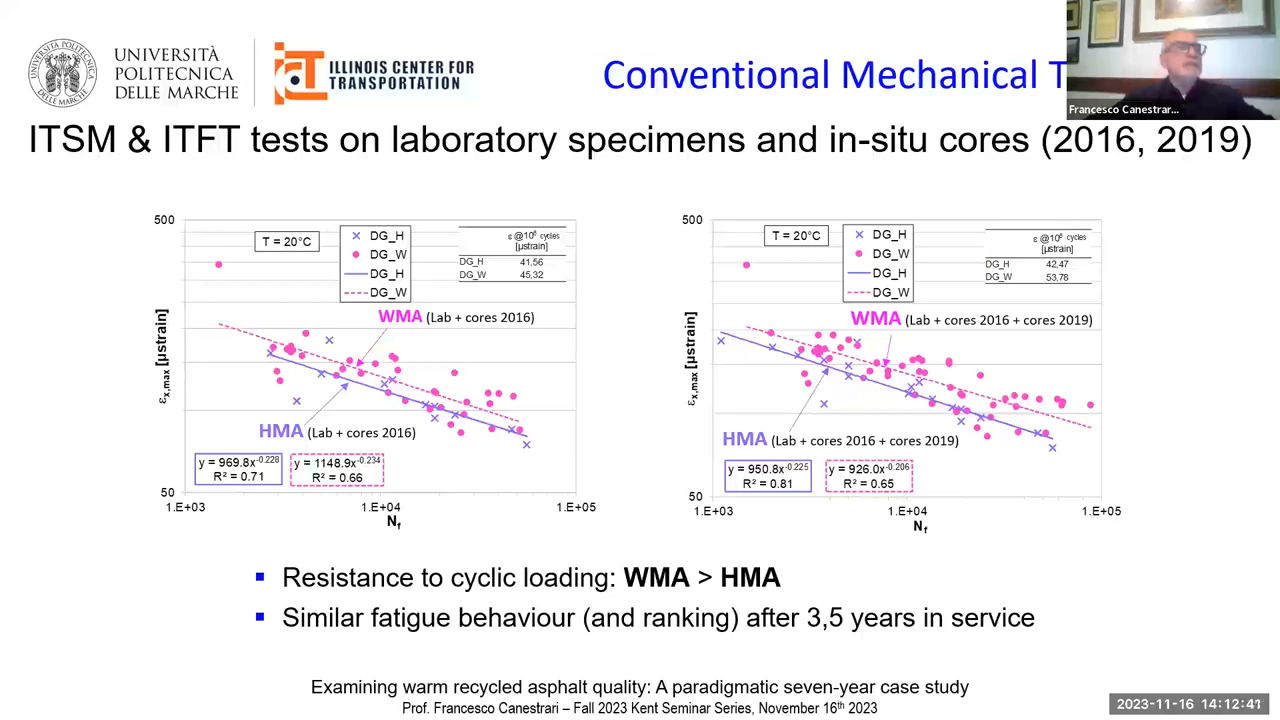 UNIVERSITÀ
POLITECNICA
DELLE MARCHE
ICT ILLINOIS CENTER FOR
TRANSPORTATION
Conventional Mechanical T
Francesco Canestrar...
ITSM & ITFT tests on laboratory specimens and in-situ cores (2016, 2019)
500
T = 20°C
DG_H
DG_W
DG_H
DG_W
ε @10⁶ cycles
[μstrain]
DG_H 41,56
DG_W 45,32
WMA (Lab + cores 2016)
εx,max [μstrain]
HMA (Lab + cores 2016)
y = 969.8x^-0.228
R² = 0.71
y = 1148.9x^-0.234
R² = 0.66
50
1.E+03 1.E+04 1.E+05
Nf
500
T = 20°C
DG_H
DG_W
DG_H
DG_W
ε @10⁶ cycles
[μstrain]
DG_H 42,47
DG_W 53,78
WMA (Lab + cores 2016 + cores 2019)
εx,max [μstrain]
HMA (Lab + cores 2016 + cores 2019)
y = 950.8x^-0.225
R² = 0.81
y = 926.0x^-0.206
R² = 0.65
50
1.E+03 1.E+04 1.E+05
Nf
▪ Resistance to cyclic loading: WMA > HMA
▪ Similar fatigue behaviour (and ranking) after 3,5 years in service
Examining warm recycled asphalt quality: A paradigmatic seven-year case study
Prof. Francesco Canestrari – Fall 2023 Kent Seminar Series, November 16th 2023
2023-11-16 14:12:41